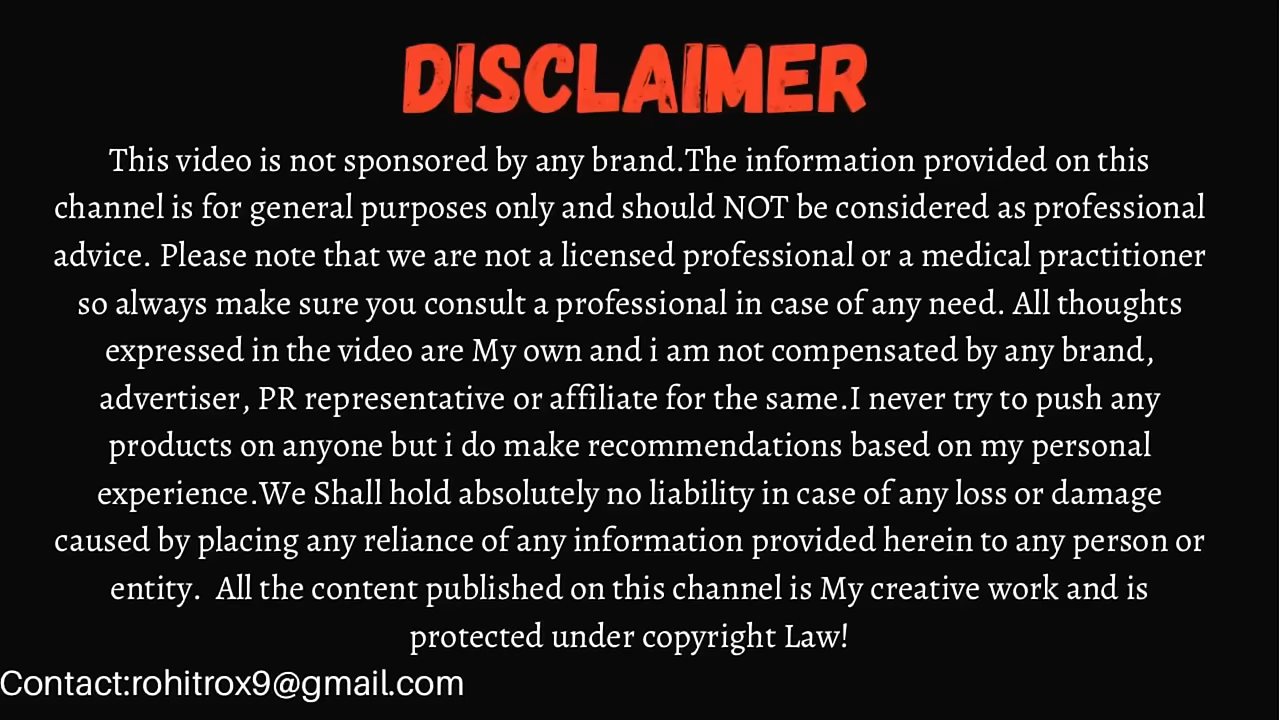 DISCLAIMER
This video is not sponsored by any brand.The information provided on this
channel is for general purposes only and should NOT be considered as professional
advice. Please note that we are not a licensed professional or a medical practitioner
so always make sure you consult a professional in case of any need. All thoughts
expressed in the video are My own and i am not compensated by any brand,
advertiser, PR representative or affiliate for the same.I never try to push any
products on anyone but i do make recommendations based on my personal
experience.We Shall hold absolutely no liability in case of any loss or damage
caused by placing any reliance of any information provided herein to any person or
entity.  All the content published on this channel is My creative work and is
protected under copyright Law!
Contact:rohitrox9@gmail.com